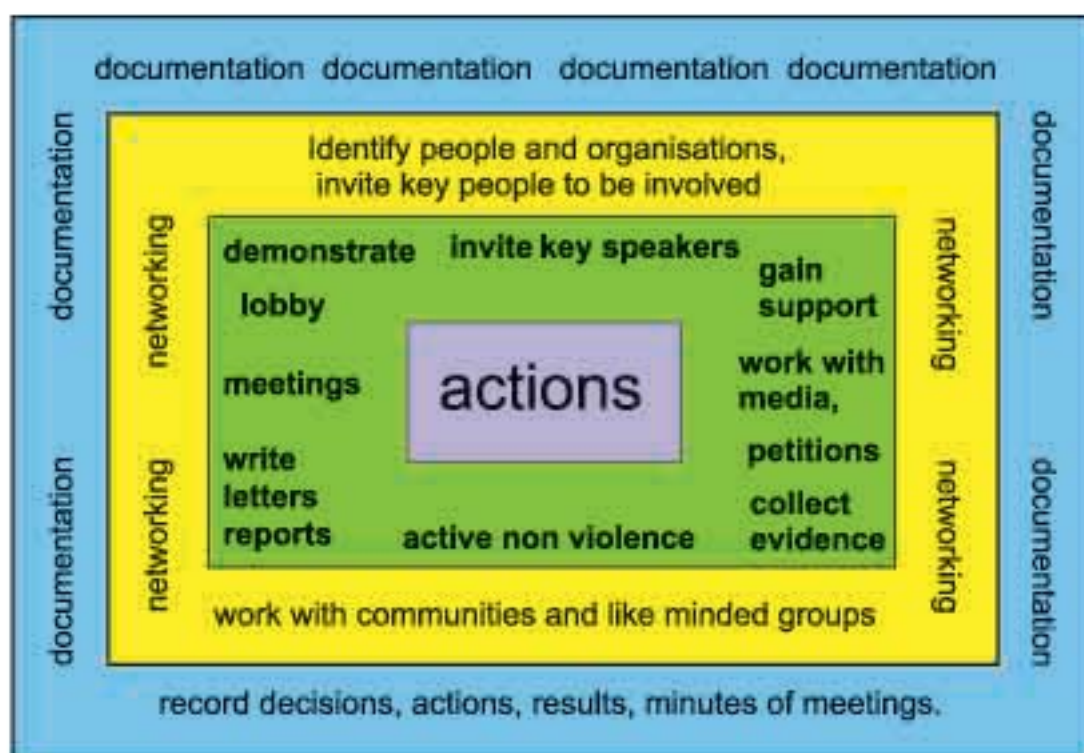 documentation documentation documentation documentation
documentation
documentation
Identify people and organisations,
invite key people to be involved
networking
networking
demonstrate
invite key speakers
gain
support
lobby
actions
meetings
work with
media,
petitions
write
letters
reports
active non violence
collect
evidence
documentation
documentation
networking
networking
work with communities and like minded groups
record decisions, actions, results, minutes of meetings.